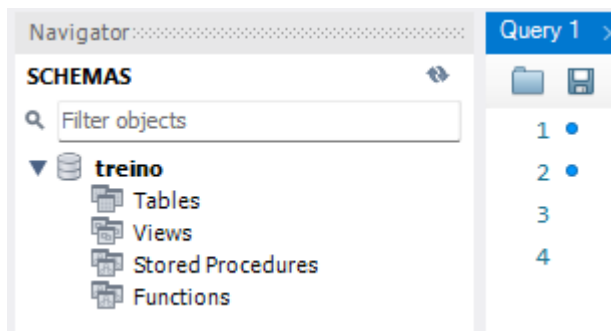 Navigator
SCHEMAS
Filter objects
treino
Tables
Views
Stored Procedures
Functions
Query 1
1
2
3
4